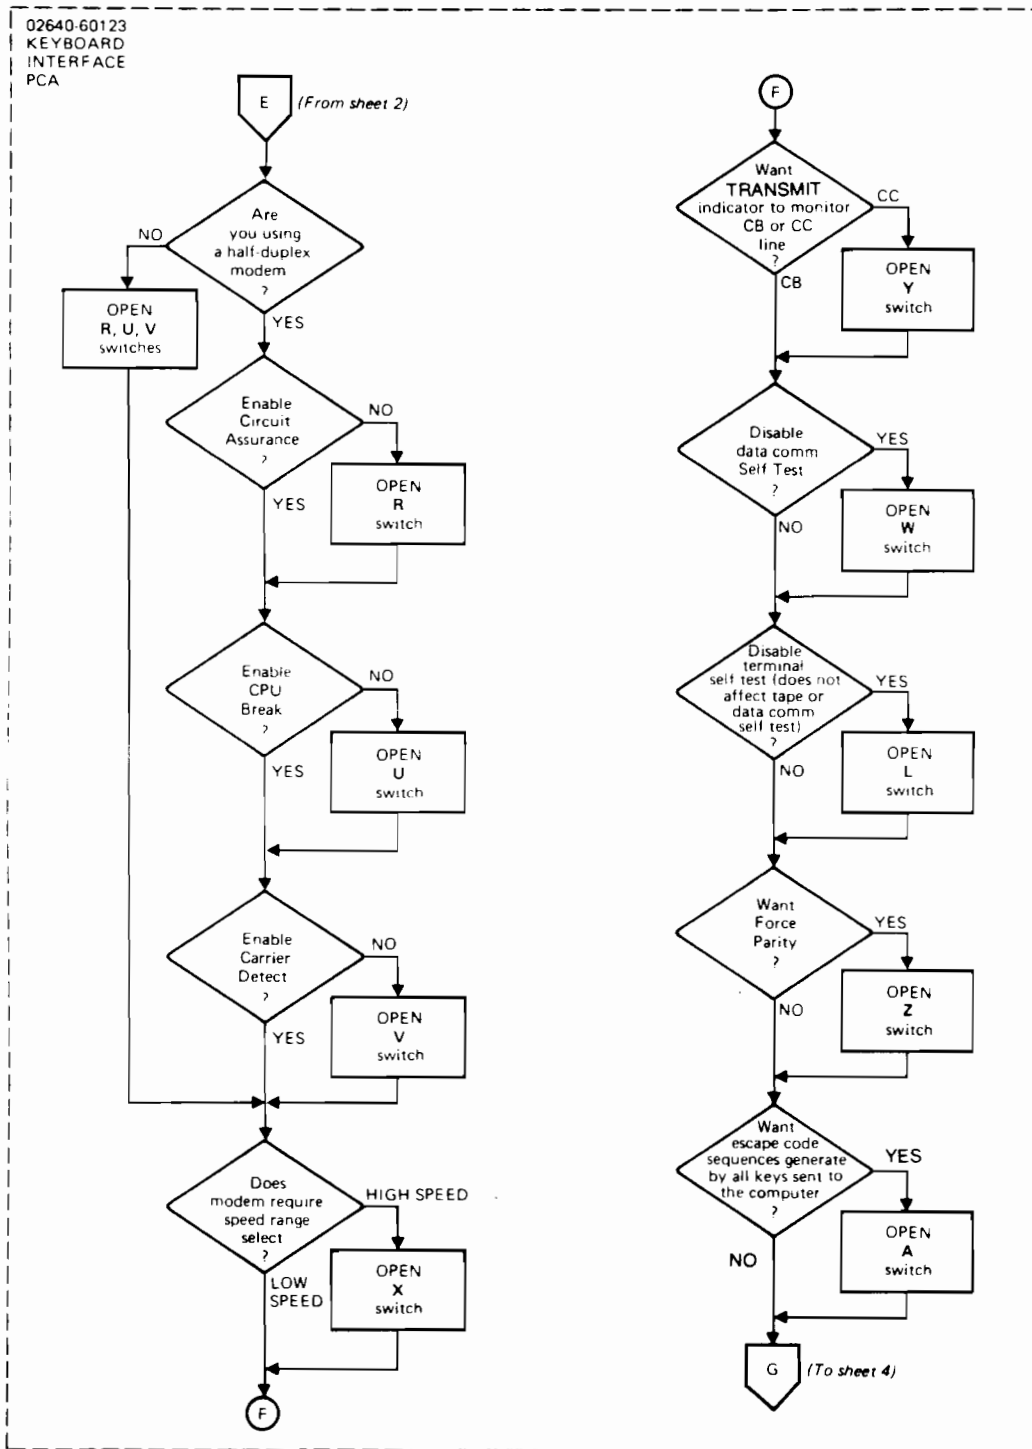 02640-60123
KEYBOARD
INTERFACE
PCA
E
(From sheet 2)
Are
you using
a half-duplex
modem
?
NO
YES
OPEN
R, U, V
switches
Enable
Circuit
Assurance
?
NO
YES
OPEN
R
switch
Enable
CPU
Break
?
NO
YES
OPEN
U
switch
Enable
Carrier
Detect
?
NO
YES
OPEN
V
switch
Does
modem require
speed range
select
?
HIGH SPEED
LOW
SPEED
OPEN
X
switch
F
F
Want
TRANSMIT
indicator to monitor
CB or CC
line
?
CC
CB
OPEN
Y
switch
Disable
data comm
Self Test
?
YES
NO
OPEN
W
switch
Disable
terminal
self test (does not
affect tape or
data comm
self test)
?
YES
NO
OPEN
L
switch
Want
Force
Parity
?
YES
NO
OPEN
Z
switch
Want
escape code
sequences generate
by all keys sent to
the computer
?
YES
NO
OPEN
A
switch
G
(To sheet 4)